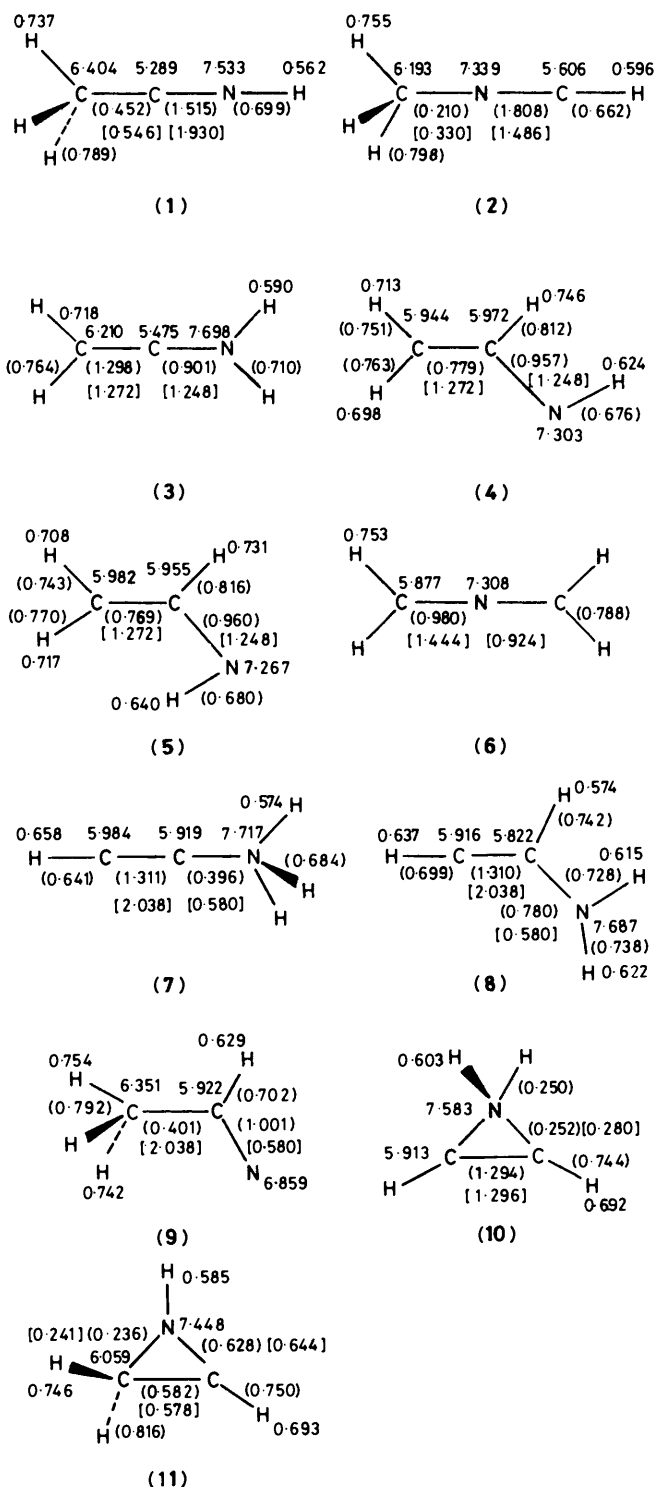 0·737 0·755
H H
6·404 5·289 7·533 0·562 6·193 7·339 5·606 0·596
C C N H C N C H
(0·452) (1·515) (0·699) (0·210) (1·808) (0·662)
H [0·546] [1·930] H [0·330] [1·486]
H (0·789) H (0·798)
(1) (2)
0·590
H H 0·713 0·746
0·718 H H
6·210 5·475 7·698 (0·751) 5·944 5·972 (0·812) 0·624
C C N C C H
(0·764) (1·298) (0·901) (0·710) (0·763) (0·779) (0·957)
H [1·272] [1·248] H H [1·272] [1·248]
0·698 N (0·676)
7·303
(3) (4)
0·708 0·731 0·753
H H H H
(0·743) 5·982 5·955 (0·816) 5·877 7·308
C C C N C
(0·770) (0·769) (0·960) (0·980) (0·788)
H [1·272] [1·248] H [1·444] [0·924] H
0·717 N 7·267
0·640 H (0·680)
(5) (6)
0·574 H H 0·574
0·658 5·984 5·919 7·717 0·637 5·916 5·822 (0·742) 0·615
H C C N (0·684) H C C (0·728) H
(0·641) (1·311) (0·396) H (0·699) (1·310)
[2·038] [0·580] H [2·038] N
(0·780) 7·687
[0·580] (0·738)
H 0·622
(7) (8)
0·629
0·754 H 0·603 H H
H 6·351 5·922 (0·702) (0·250)
(0·792) C C 7·583 N
H (0·401) (1·001) (0·252)[0·280]
[2·038] [0·580] 5·913 C C (0·744)
H N H (1·294) H
0·742 6·859 [1·296] 0·692
(9) (10)
H 0·585
[0·241](0·236) N 7·448
6·059 (0·628)[0·644]
H C C (0·750)
0·746 (0·582)
[0·578] H
H (0·816) 0·693
(11)